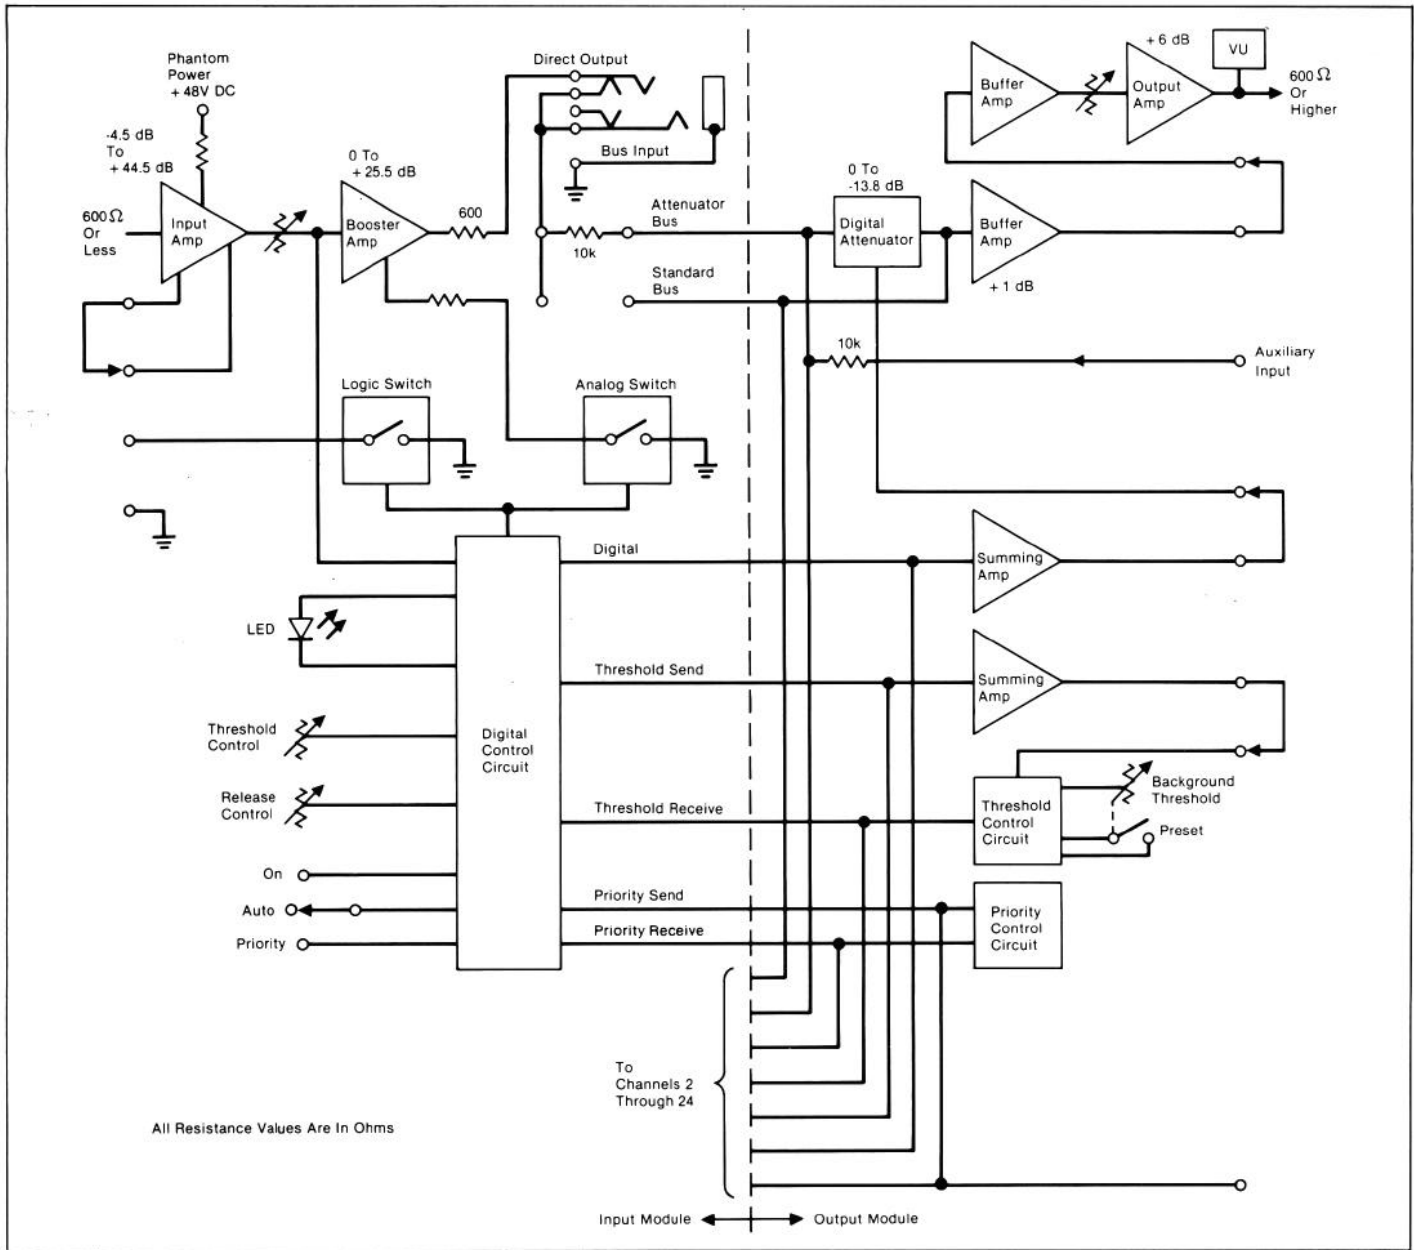 Phantom
Power
+ 48V DC
-4.5 dB
To
+ 44.5 dB
600Ω
Or
Less
Input
Amp
0 To
+ 25.5 dB
Booster
Amp
600
Direct Output
Bus Input
10k
Attenuator
Bus
Standard
Bus
0 To
-13.8 dB
Digital
Attenuator
Buffer
Amp
+ 1 dB
Buffer
Amp
+ 6 dB
Output
Amp
VU
600 Ω
Or
Higher
10k
Auxiliary
Input
Logic Switch
Analog Switch
Digital
Summing
Amp
LED
Threshold Send
Summing
Amp
Threshold
Control
Digital
Control
Circuit
Release
Control
Threshold Receive
Threshold
Control
Circuit
Background
Threshold
Preset
On
Auto
Priority
Priority Send
Priority Receive
Priority
Control
Circuit
To
Channels 2
Through 24
All Resistance Values Are In Ohms
Input Module
Output Module